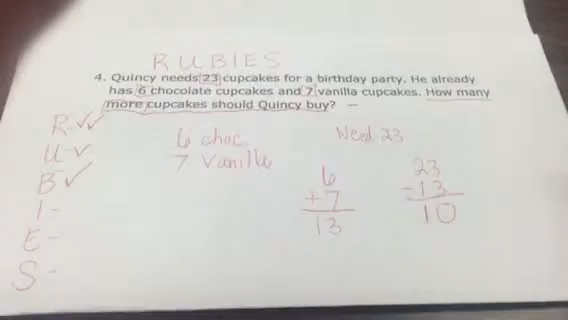 RUBIES
4. Quincy needs 23 cupcakes for a birthday party. He already
has 6 chocolate cupcakes and 7 vanilla cupcakes. How many
more cupcakes should Quincy buy? —
R-✓✓
U-✓
B✓
I-
E-
S-
6 choc.
7 Vanilla
Need 23
6
+7
13
23
-13
10